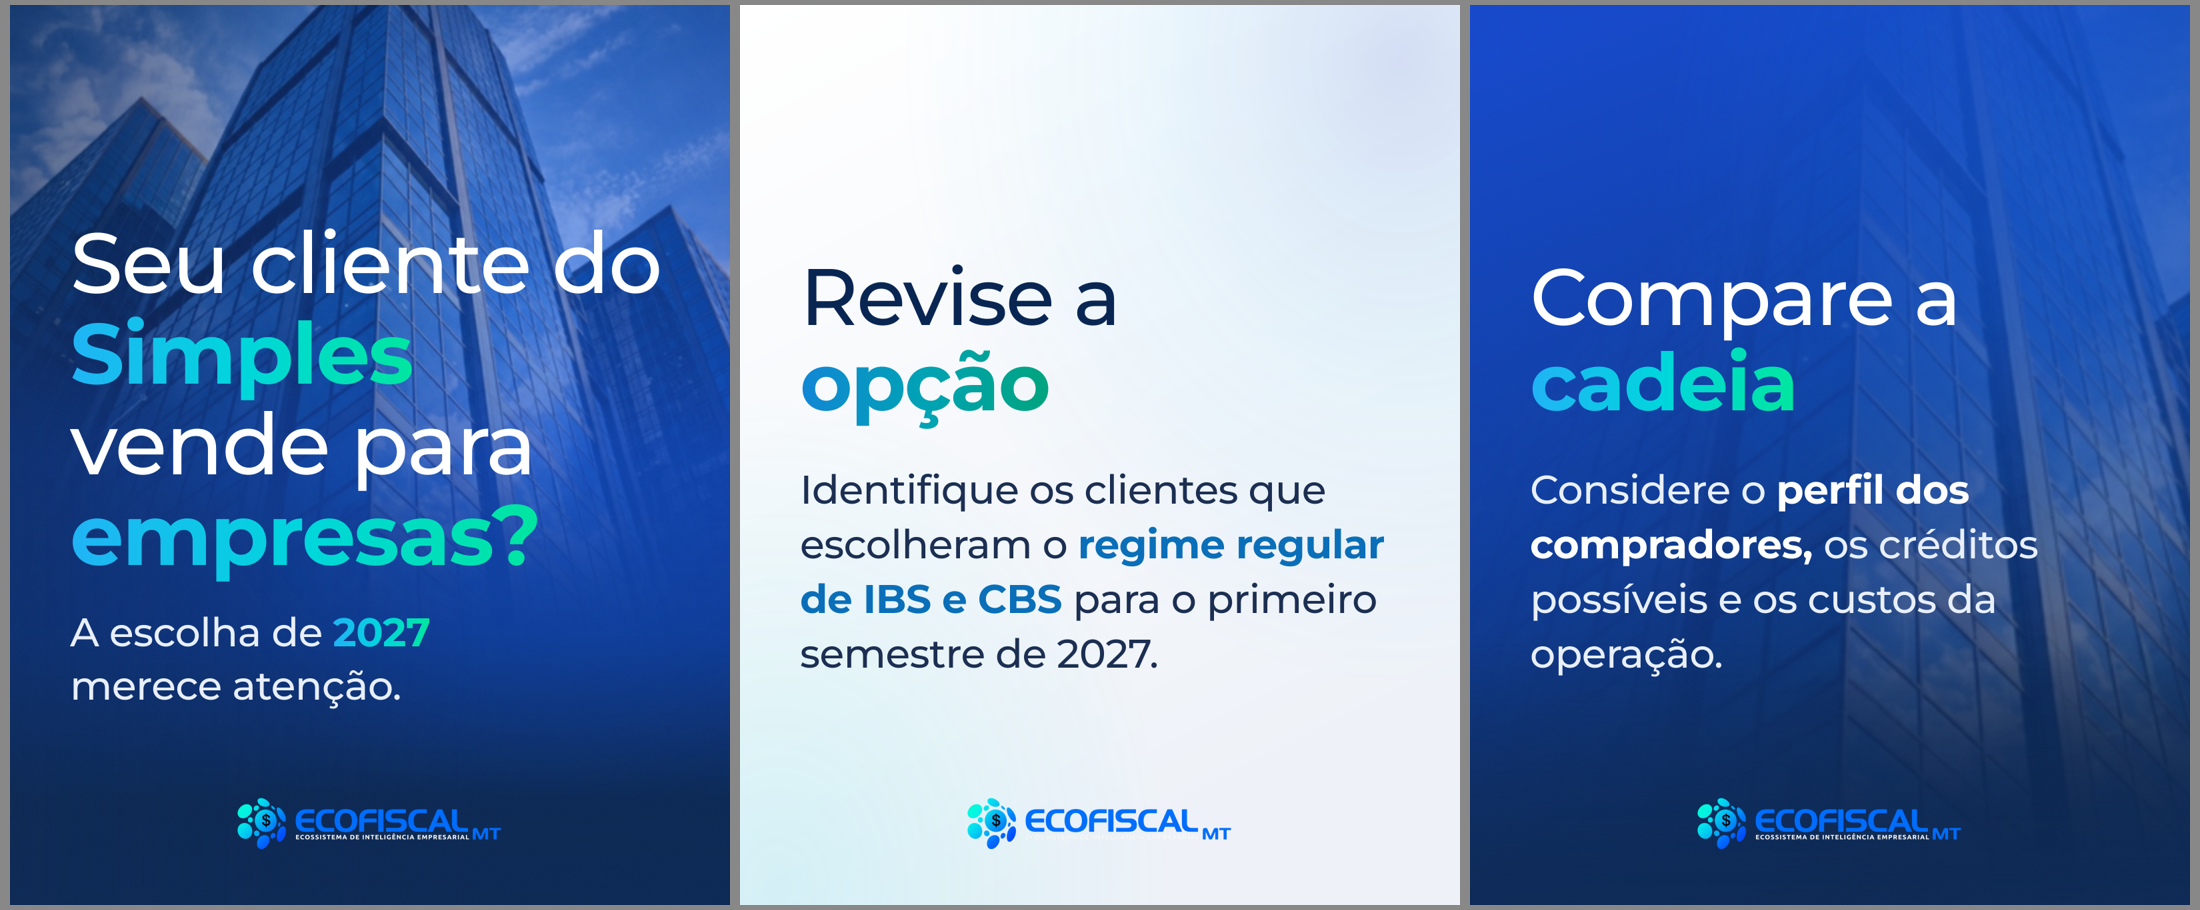 Seu cliente do
Simples
vende para
empresas?
A escolha de 2027
merece atenção.
ECOFISCAL MT
ECOSSISTEMA DE INTELIGÊNCIA EMPRESARIAL
Revise a
opção
Identifique os clientes que
escolheram o regime regular
de IBS e CBS para o primeiro
semestre de 2027.
ECOFISCAL MT
Compare a
cadeia
Considere o perfil dos
compradores, os créditos
possíveis e os custos da
operação.
ECOFISCAL MT
ECOSSISTEMA DE INTELIGÊNCIA EMPRESARIAL